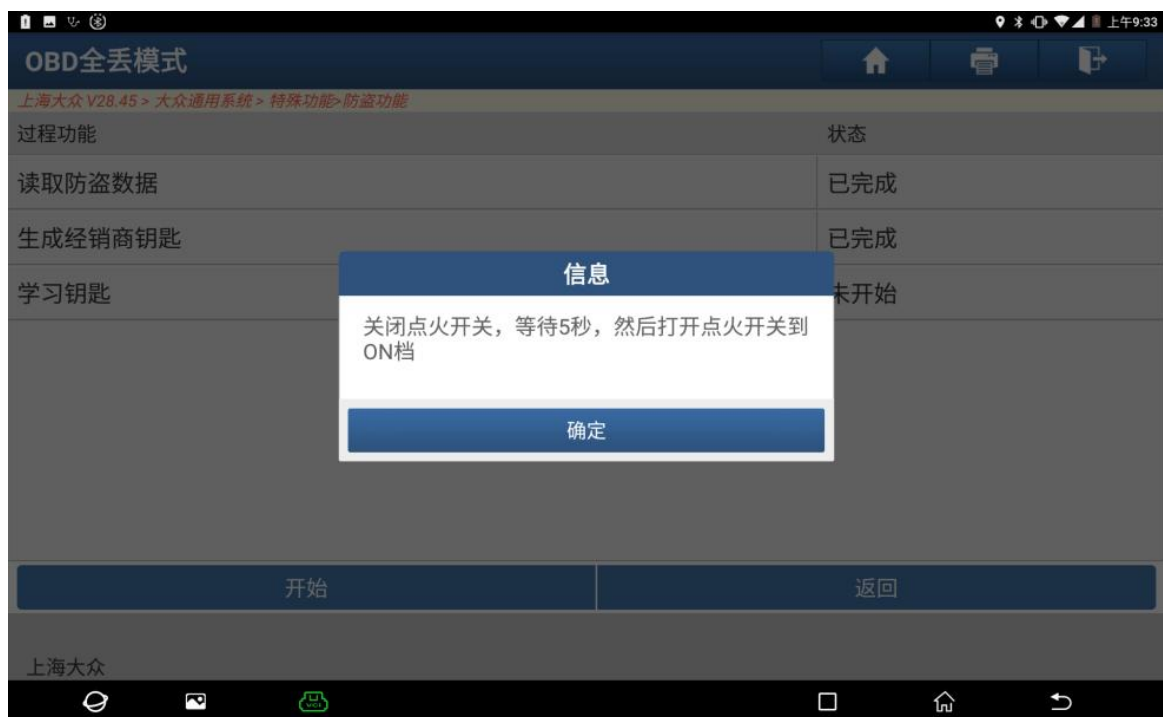 上午9:33
OBD全丢模式
上海大众 V28.45 > 大众通用系统 > 特殊功能>防盗功能
过程功能 状态
读取防盗数据 已完成
生成经销商钥匙 已完成
学习钥匙 未开始
信息
关闭点火开关，等待5秒，然后打开点火开关到
ON档
确定
开始 返回
上海大众
VCI